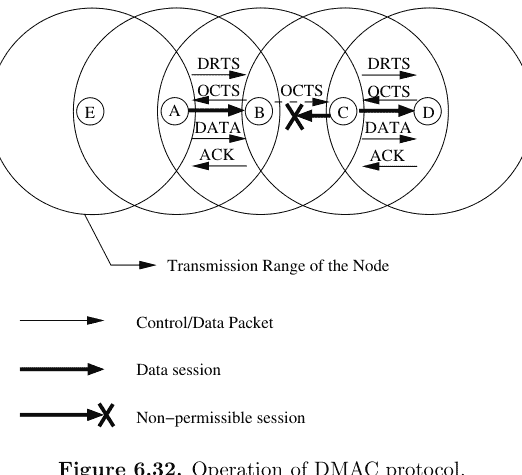 DRTS DRTS
OCTS OCTS OCTS
E A B C D
DATA DATA
ACK ACK
Transmission Range of the Node
Control/Data Packet
Data session
Non-permissible session
Figure 6.32. Operation of DMAC protocol.